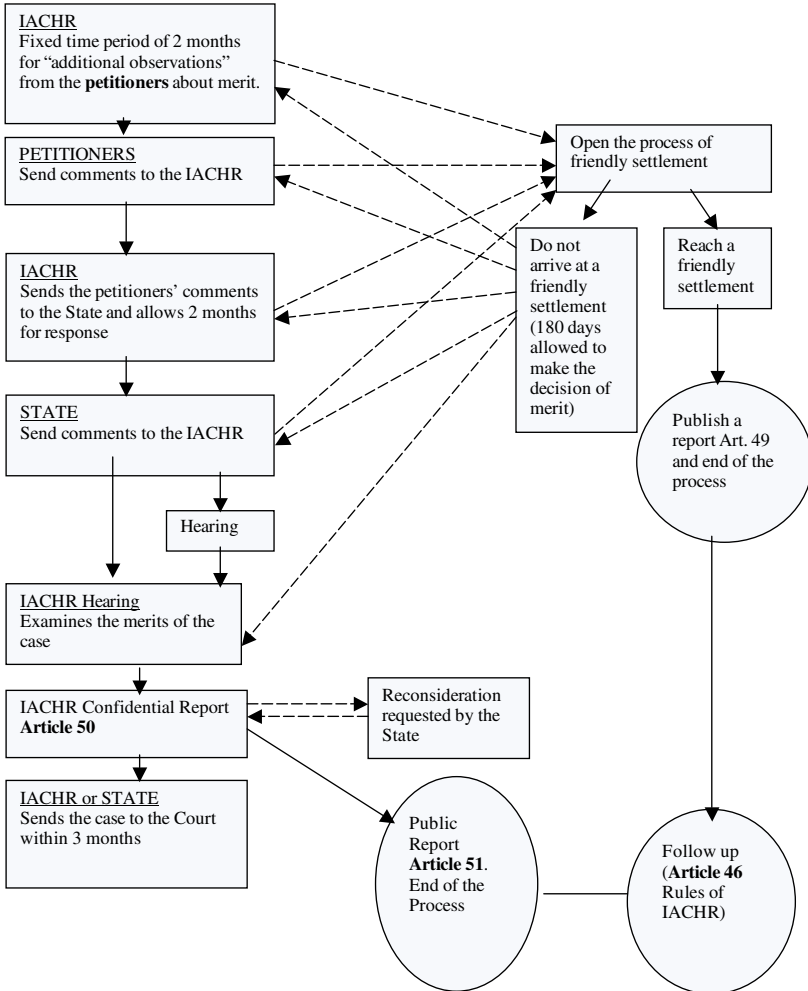 IACHR
Fixed time period of 2 months
for “additional observations”
from the petitioners about merit.
PETITIONERS
Send comments to the IACHR
IACHR
Sends the petitioners’ comments
to the State and allows 2 months
for response
STATE
Send comments to the IACHR
Hearing
IACHR Hearing
Examines the merits of the
case
IACHR Confidential Report
Article 50
IACHR or STATE
Sends the case to the Court
within 3 months
Open the process of
friendly settlement
Do not
arrive at a
friendly
settlement
(180 days
allowed to
make the
decision of
merit)
Reach a
friendly
settlement
Publish a
report Art. 49
and end of the
process
Reconsideration
requested by the
State
Public
Report
Article 51.
End of the
Process
Follow up
(Article 46
Rules of
IACHR)